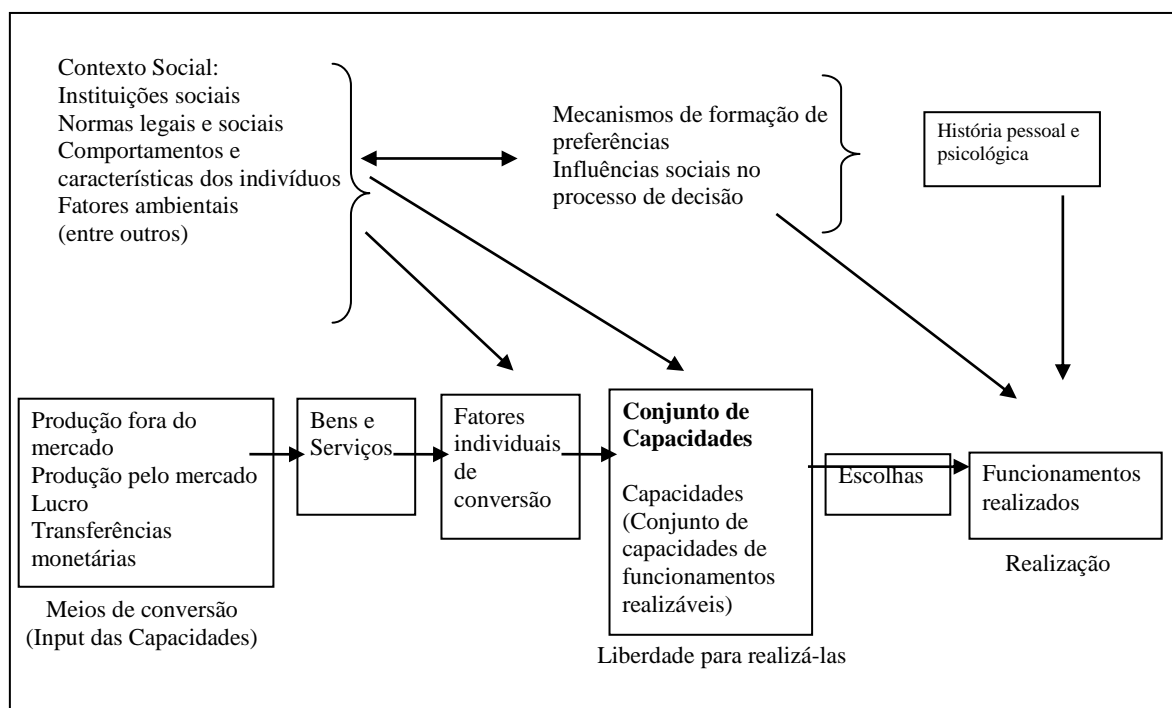 Contexto Social:
Instituições sociais
Normas legais e sociais
Comportamentos e
características dos indivíduos
Fatores ambientais
(entre outros)
Mecanismos de formação de
preferências
Influências sociais no
processo de decisão
História pessoal e
psicológica
Produção fora do
mercado
Produção pelo mercado
Lucro
Transferências
monetárias
Meios de conversão
(Input das Capacidades)
Bens e
Serviços
Fatores
individuais
de
conversão
Conjunto de
Capacidades
Capacidades
(Conjunto de
capacidades de
funcionamentos
realizáveis)
Liberdade para realizá-las
Escolhas
Funcionamentos
realizados
Realização